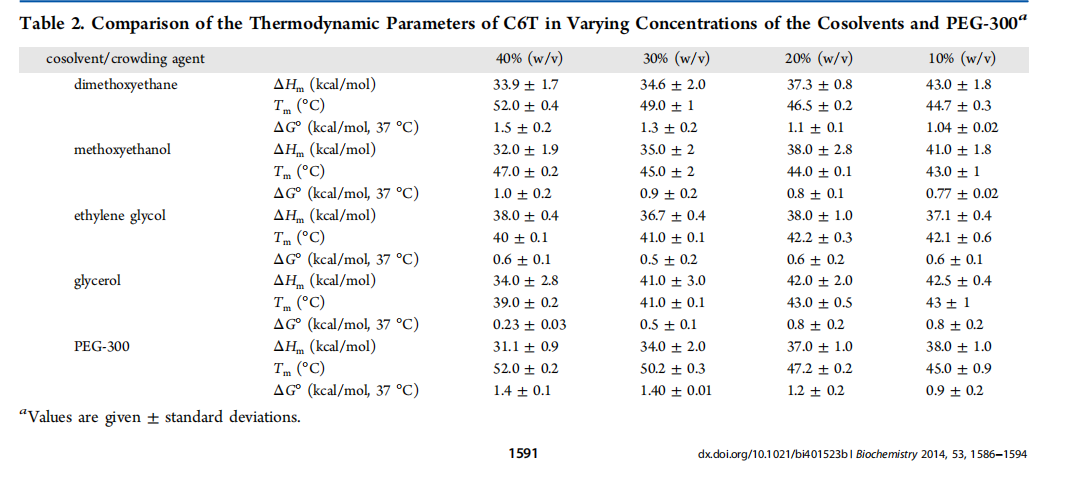 Table 2. Comparison of the Thermodynamic Parameters of C6T in Varying Concentrations of the Cosolvents and PEG-300a
cosolvent/crowding agent 40% (w/v) 30% (w/v) 20% (w/v) 10% (w/v)
dimethoxyethane ΔHm (kcal/mol) 33.9 ± 1.7 34.6 ± 2.0 37.3 ± 0.8 43.0 ± 1.8
Tm (°C) 52.0 ± 0.4 49.0 ± 1 46.5 ± 0.2 44.7 ± 0.3
ΔG° (kcal/mol, 37 °C) 1.5 ± 0.2 1.3 ± 0.2 1.1 ± 0.1 1.04 ± 0.02
methoxyethanol ΔHm (kcal/mol) 32.0 ± 1.9 35.0 ± 2 38.0 ± 2.8 41.0 ± 1.8
Tm (°C) 47.0 ± 0.2 45.0 ± 2 44.0 ± 0.1 43.0 ± 1
ΔG° (kcal/mol, 37 °C) 1.0 ± 0.2 0.9 ± 0.2 0.8 ± 0.1 0.77 ± 0.02
ethylene glycol ΔHm (kcal/mol) 38.0 ± 0.4 36.7 ± 0.4 38.0 ± 1.0 37.1 ± 0.4
Tm (°C) 40 ± 0.1 41.0 ± 0.1 42.2 ± 0.3 42.1 ± 0.6
ΔG° (kcal/mol, 37 °C) 0.6 ± 0.1 0.5 ± 0.2 0.6 ± 0.2 0.6 ± 0.1
glycerol ΔHm (kcal/mol) 34.0 ± 2.8 41.0 ± 3.0 42.0 ± 2.0 42.5 ± 0.4
Tm (°C) 39.0 ± 0.2 41.0 ± 0.1 43.0 ± 0.5 43 ± 1
ΔG° (kcal/mol, 37 °C) 0.23 ± 0.03 0.5 ± 0.1 0.8 ± 0.2 0.8 ± 0.2
PEG-300 ΔHm (kcal/mol) 31.1 ± 0.9 34.0 ± 2.0 37.0 ± 1.0 38.0 ± 1.0
Tm (°C) 52.0 ± 0.2 50.2 ± 0.3 47.2 ± 0.2 45.0 ± 0.9
ΔG° (kcal/mol, 37 °C) 1.4 ± 0.1 1.40 ± 0.01 1.2 ± 0.2 0.9 ± 0.2
aValues are given ± standard deviations.
1591 dx.doi.org/10.1021/bi401523b | Biochemistry 2014, 53, 1586−1594